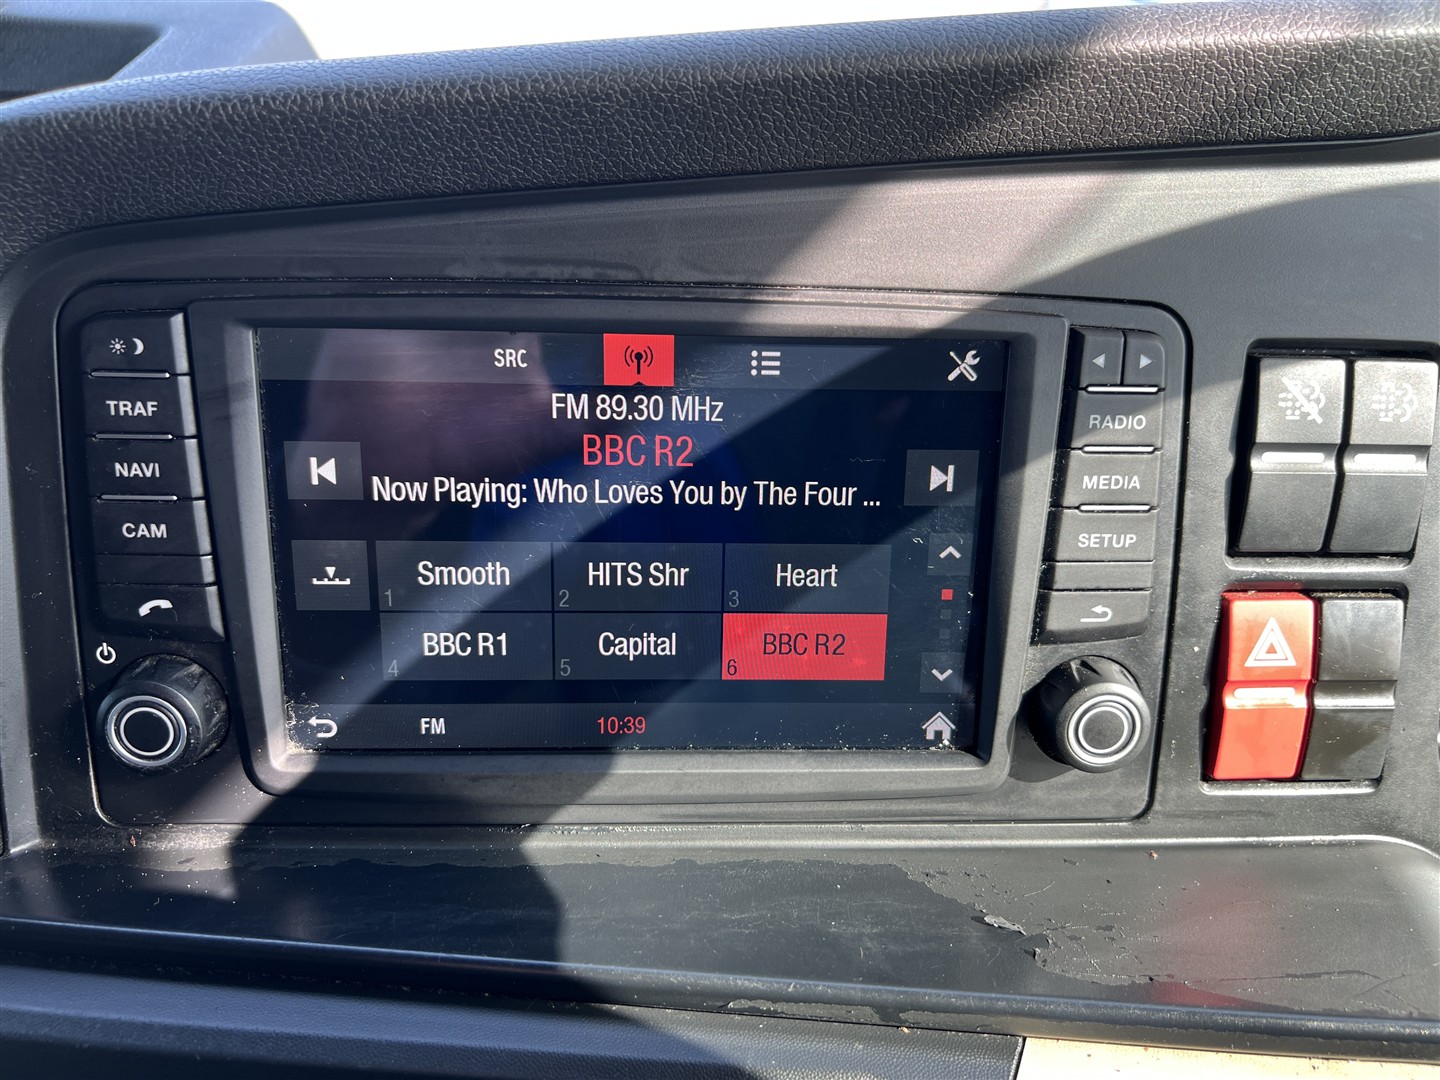 SRC
FM 89.30 MHz
BBC R2
Now Playing: Who Loves You by The Four ...
Smooth
1
HITS Shr
2
Heart
3
BBC R1
4
Capital
5
BBC R2
6
FM
10:39
TRAF
NAVI
CAM
RADIO
MEDIA
SETUP